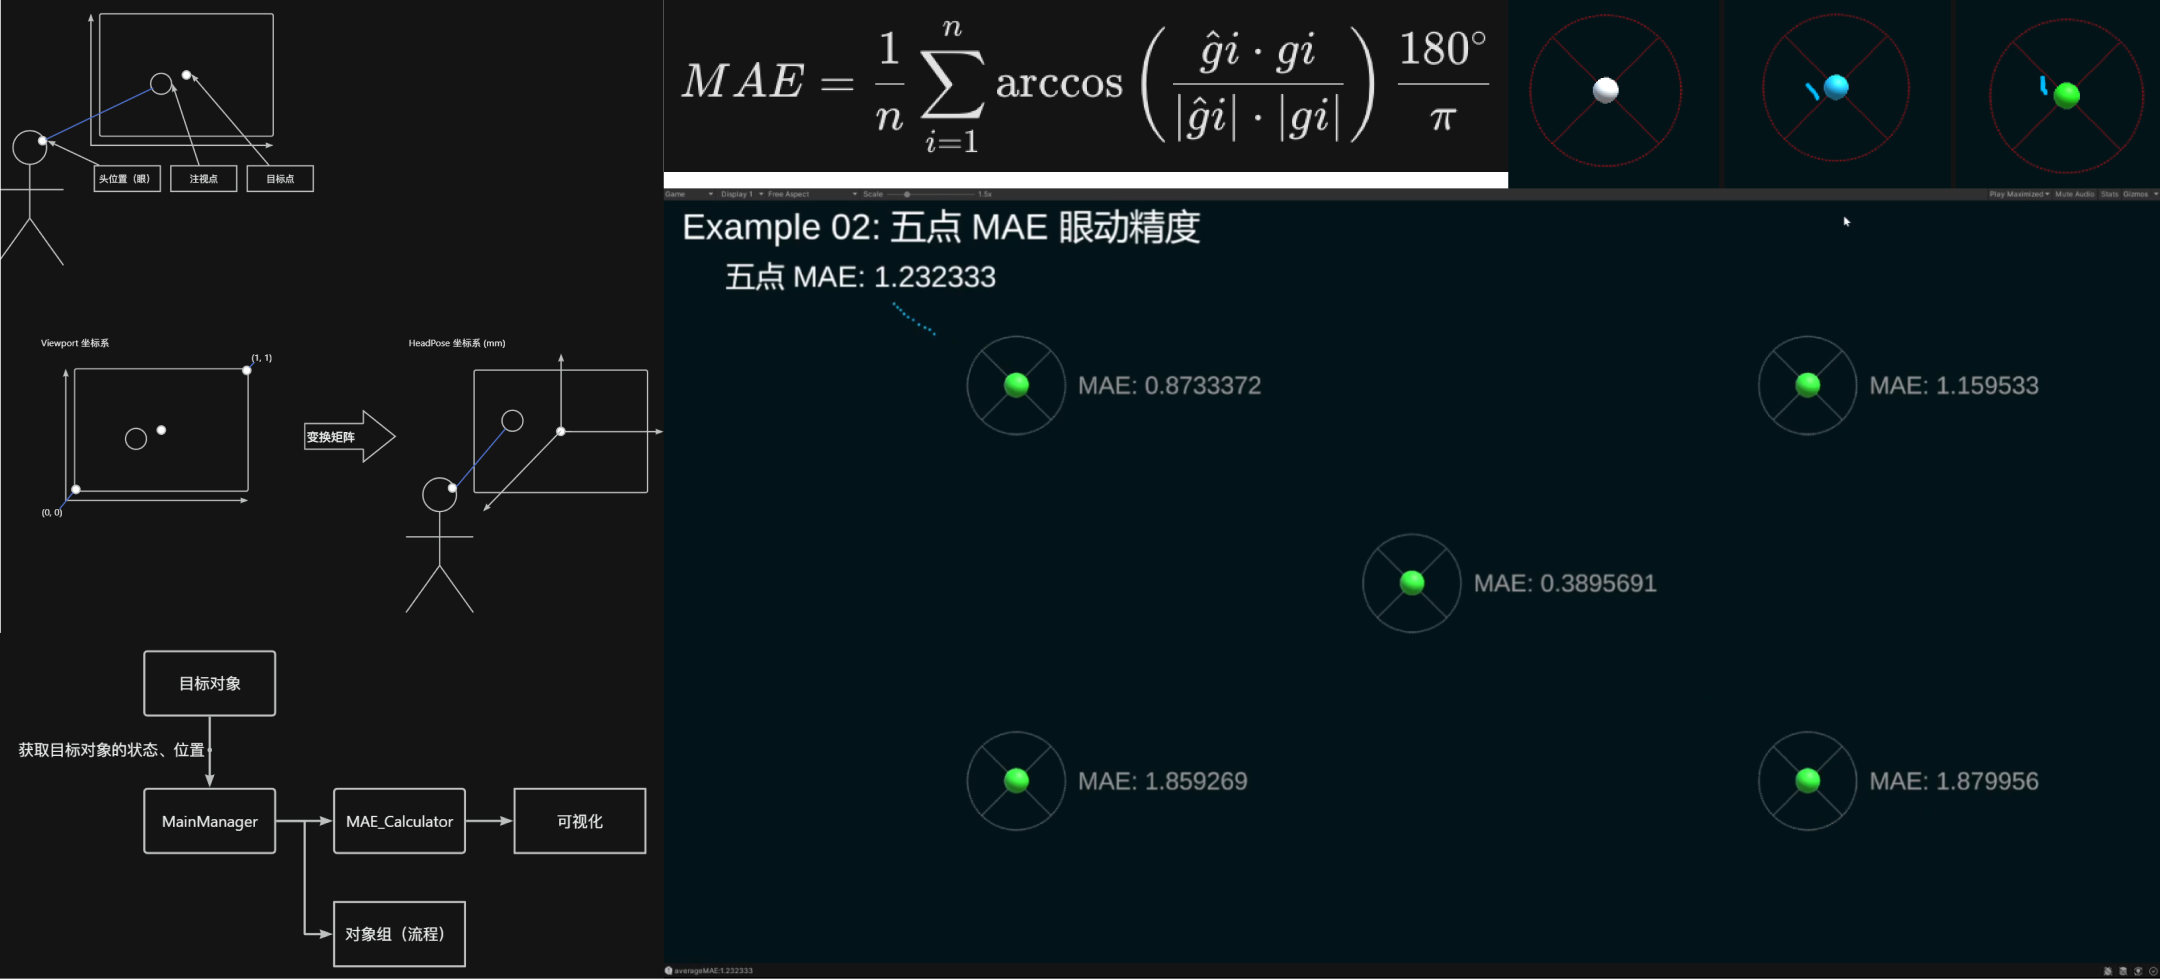 头位置（眼）
注视点
目标点
Viewport 坐标系
(1, 1)
(0, 0)
变换矩阵
HeadPose 坐标系 (mm)
目标对象
获取目标对象的状态、位置
MainManager
MAE_Calculator
可视化
对象组（流程）
MAE = \frac{1}{n} \sum_{i=1}^{n} \arccos \left( \frac{\hat{g}i \cdot gi}{|\hat{g}i| \cdot |gi|} \right) \frac{180^\circ}{\pi}
Game Display 1 Free Aspect Scale 1.5x Play Maximized Mute Audio Stats Gizmos
Example 02: 五点 MAE 眼动精度
五点 MAE: 1.232333
MAE: 0.8733372
MAE: 1.159533
MAE: 0.3895691
MAE: 1.859269
MAE: 1.879956
averageMAE:1.232333